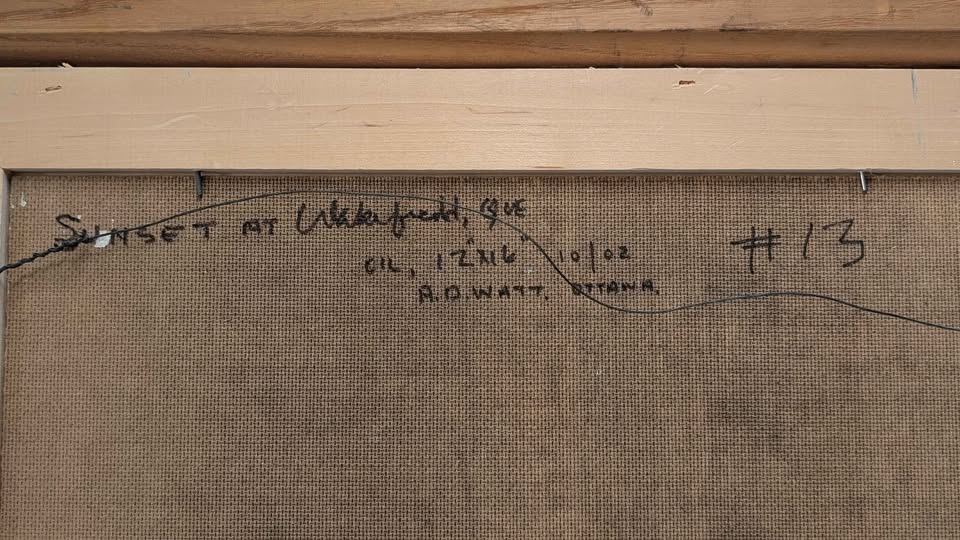 SUNSET AT Wakefield, QUE
OIL, 12"x16" 10/02
A.D. WATT, OTTAWA.
#13